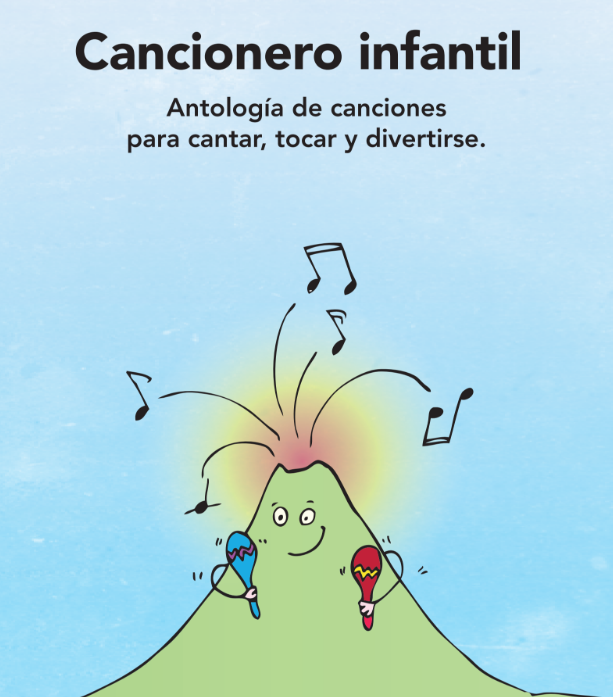 Cancionero infantil
Antología de canciones
para cantar, tocar y divertirse.